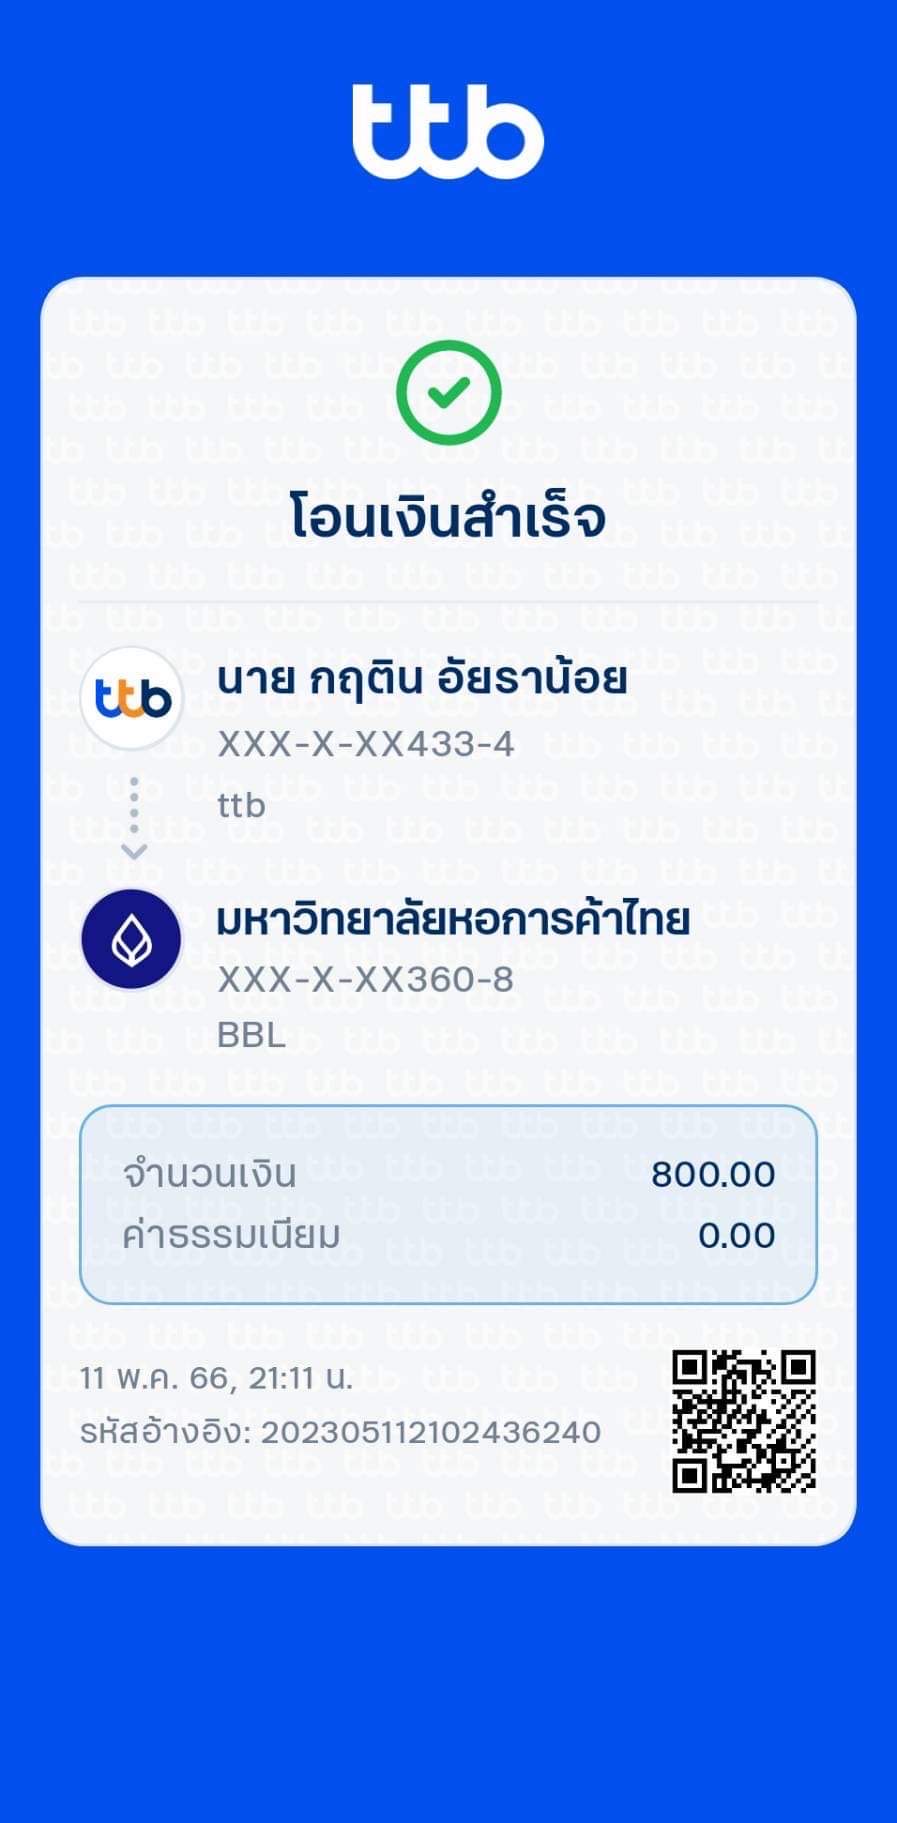 ttb
โอนเงินสำเร็จ
ttb
นาย กฤติน อัยราน้อย
XXX-X-XX433-4
ttb
มหาวิทยาลัยหอการค้าไทย
XXX-X-XX360-8
BBL
จำนวนเงิน 800.00
ค่าธรรมเนียม 0.00
11 พ.ค. 66, 21:11 น.
รหัสอ้างอิง: 202305112102436240